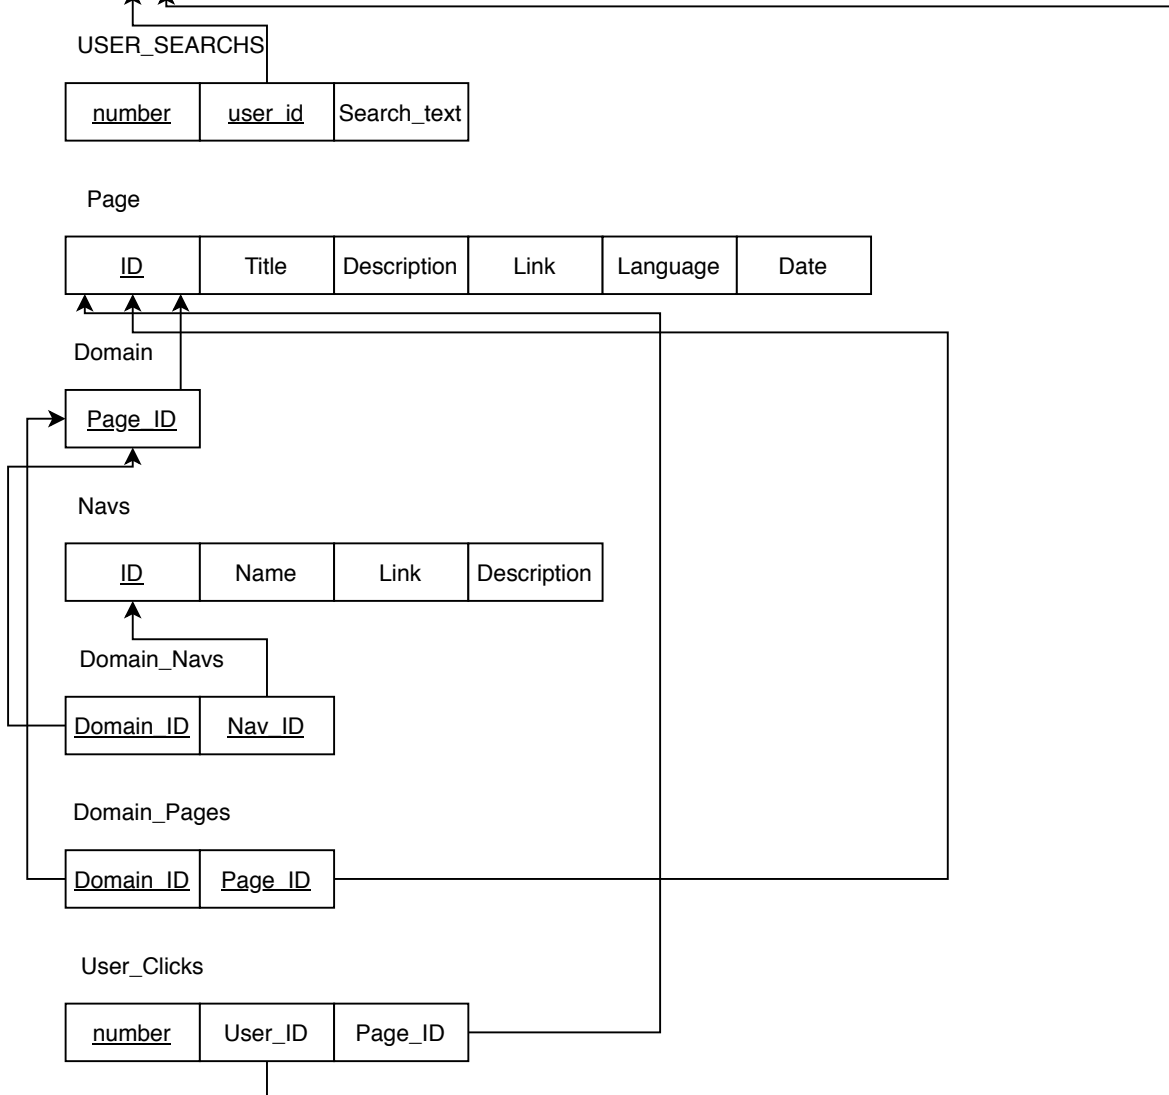 USER_SEARCHS
number user_id Search_text
Page
ID Title Description Link Language Date
Domain
Page_ID
Navs
ID Name Link Description
Domain_Navs
Domain_ID Nav_ID
Domain_Pages
Domain_ID Page_ID
User_Clicks
number User_ID Page_ID